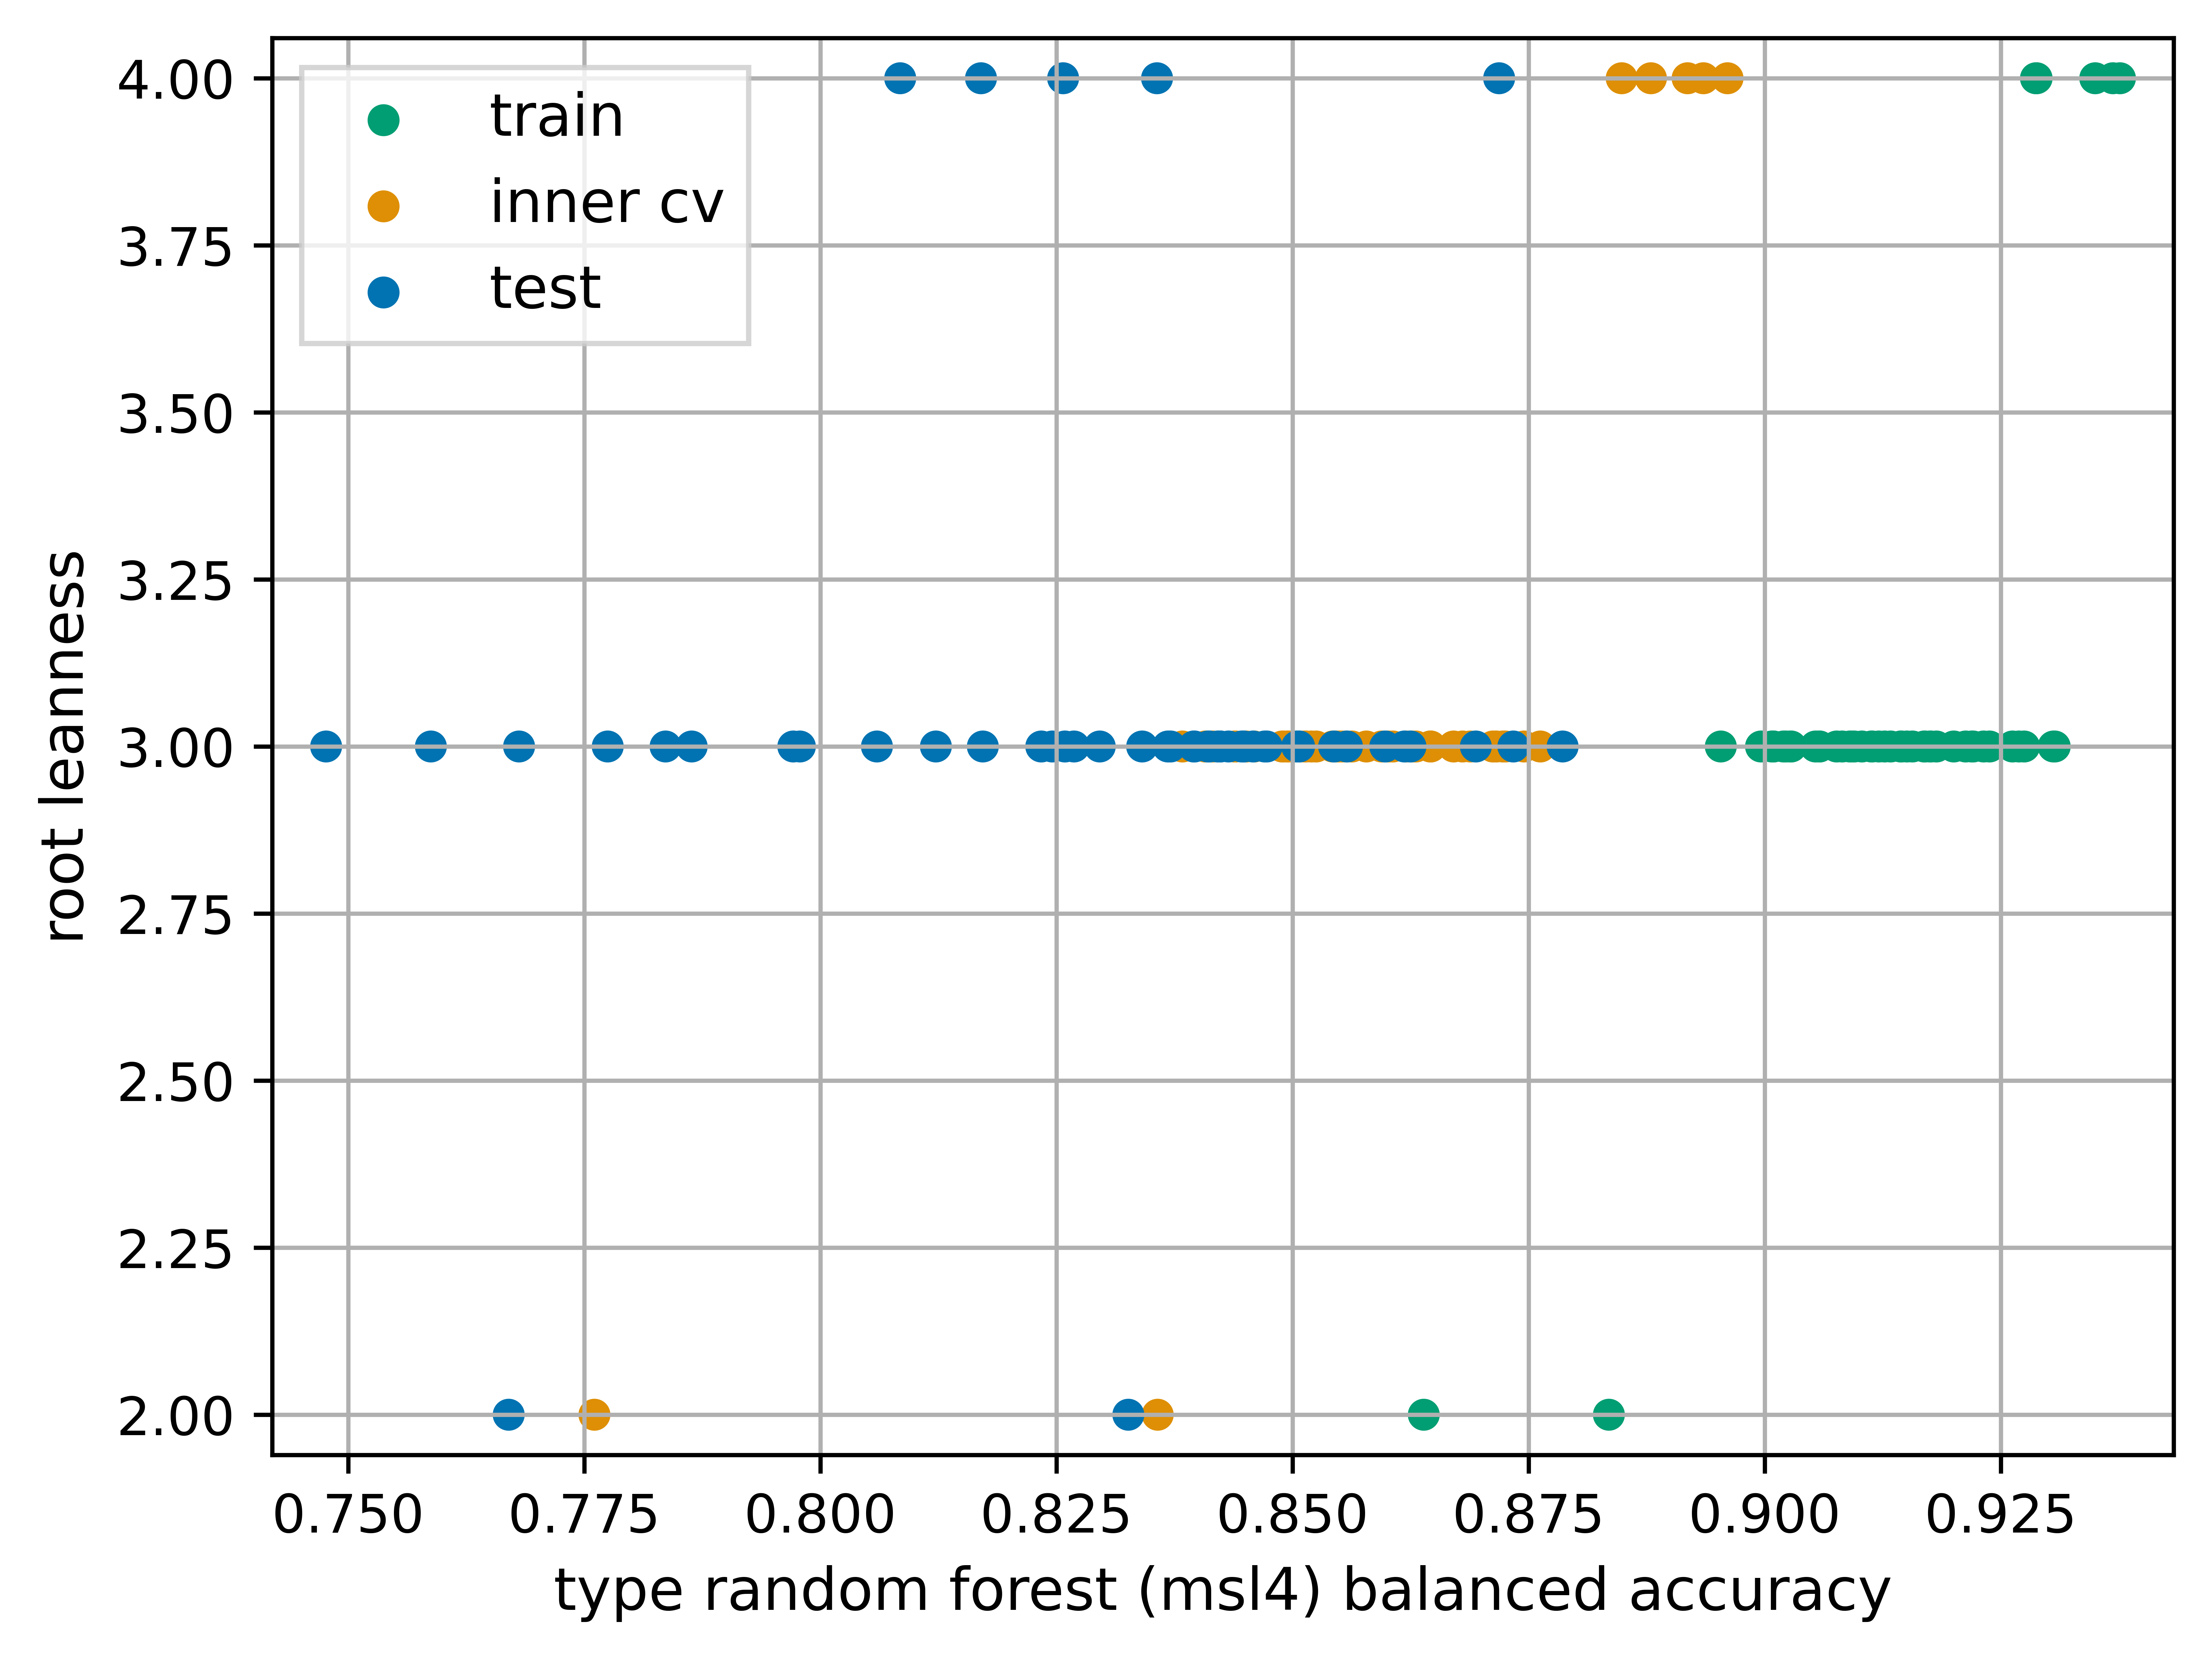 4.00
3.75
3.50
3.25
3.00
2.75
2.50
2.25
2.00
root leanness
train
inner cv
test
0.750 0.775 0.800 0.825 0.850 0.875 0.900 0.925
type random forest (msl4) balanced accuracy